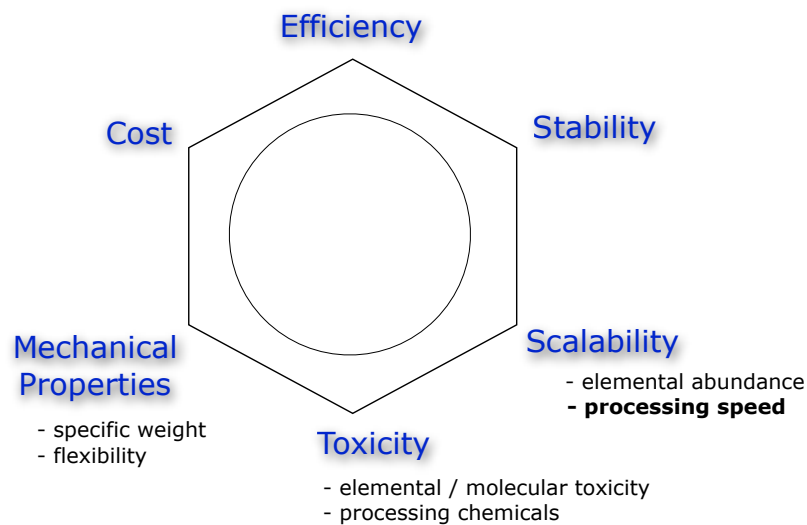 Efficiency
Cost
Stability
Mechanical
Properties
- specific weight
- flexibility
Scalability
- elemental abundance
- processing speed
Toxicity
- elemental / molecular toxicity
- processing chemicals